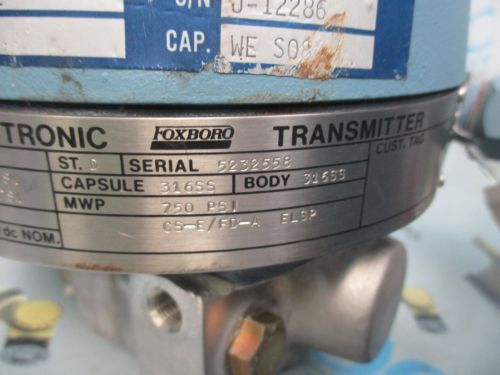 S/N J-12286
CAP. WE S08
TRONIC FOXBORO TRANSMITTER
CUST. TAG
ST. D SERIAL 5232558
CAPSULE 316SS BODY 316SS
MWP 750 PSI
/dc NOM. CS-E/FD-A ELSP